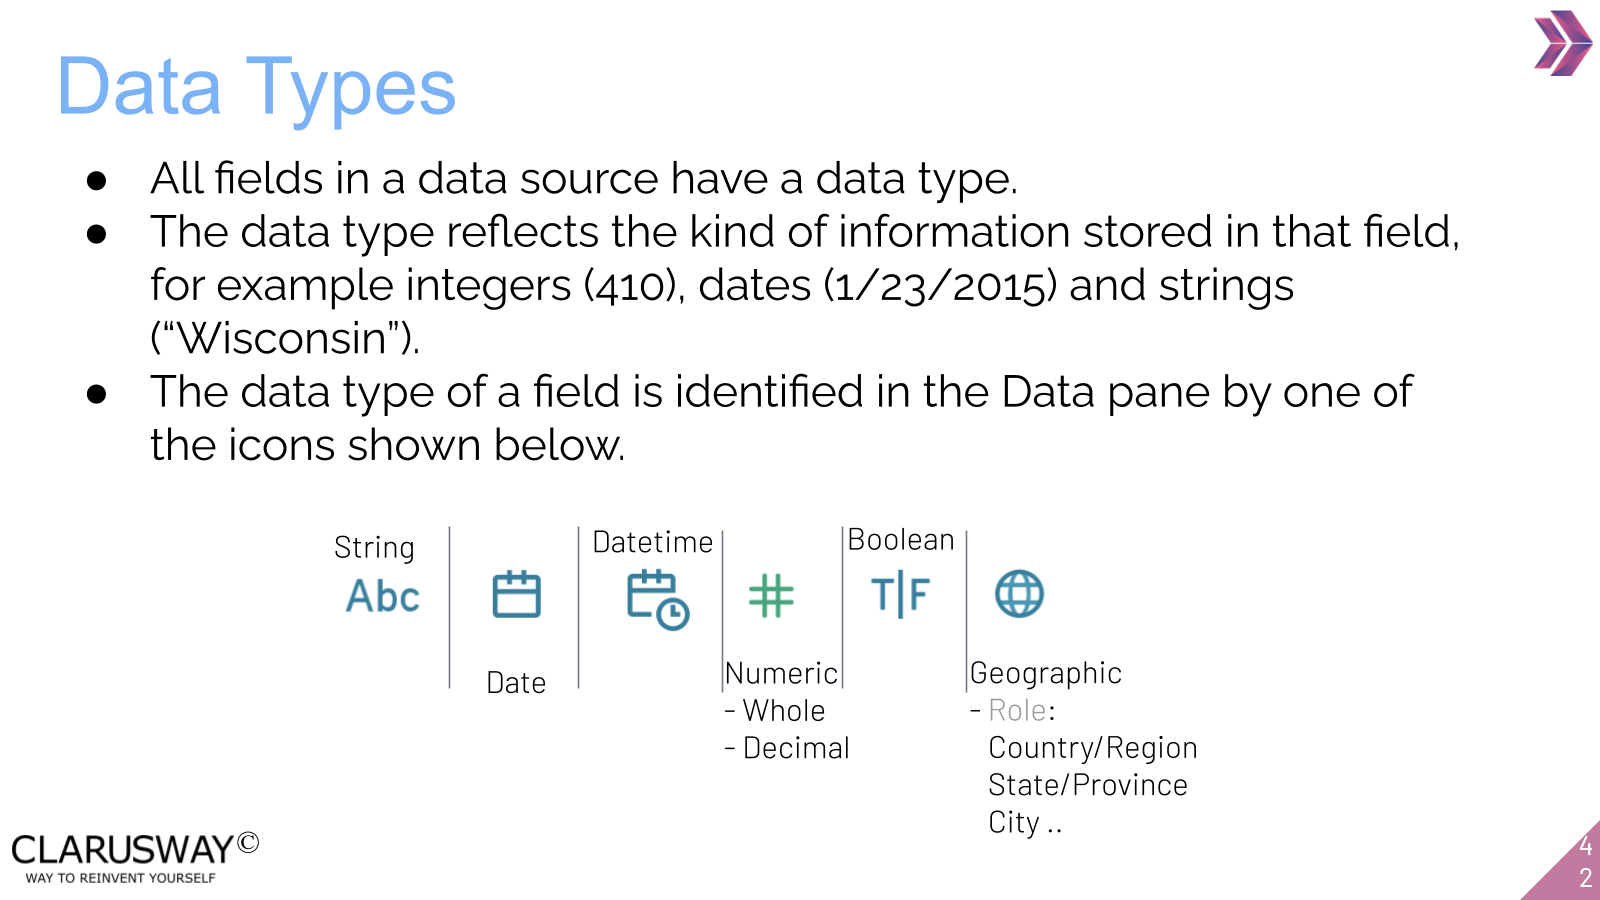 Data Types
● All fields in a data source have a data type.
● The data type reflects the kind of information stored in that field,
for example integers (410), dates (1/23/2015) and strings
(“Wisconsin”).
● The data type of a field is identified in the Data pane by one of
the icons shown below.
String
Abc
Date
Datetime
Numeric
- Whole
- Decimal
Boolean
T|F
Geographic
- Role:
Country/Region
State/Province
City ..
CLARUSWAY©
WAY TO REINVENT YOURSELF
4
2